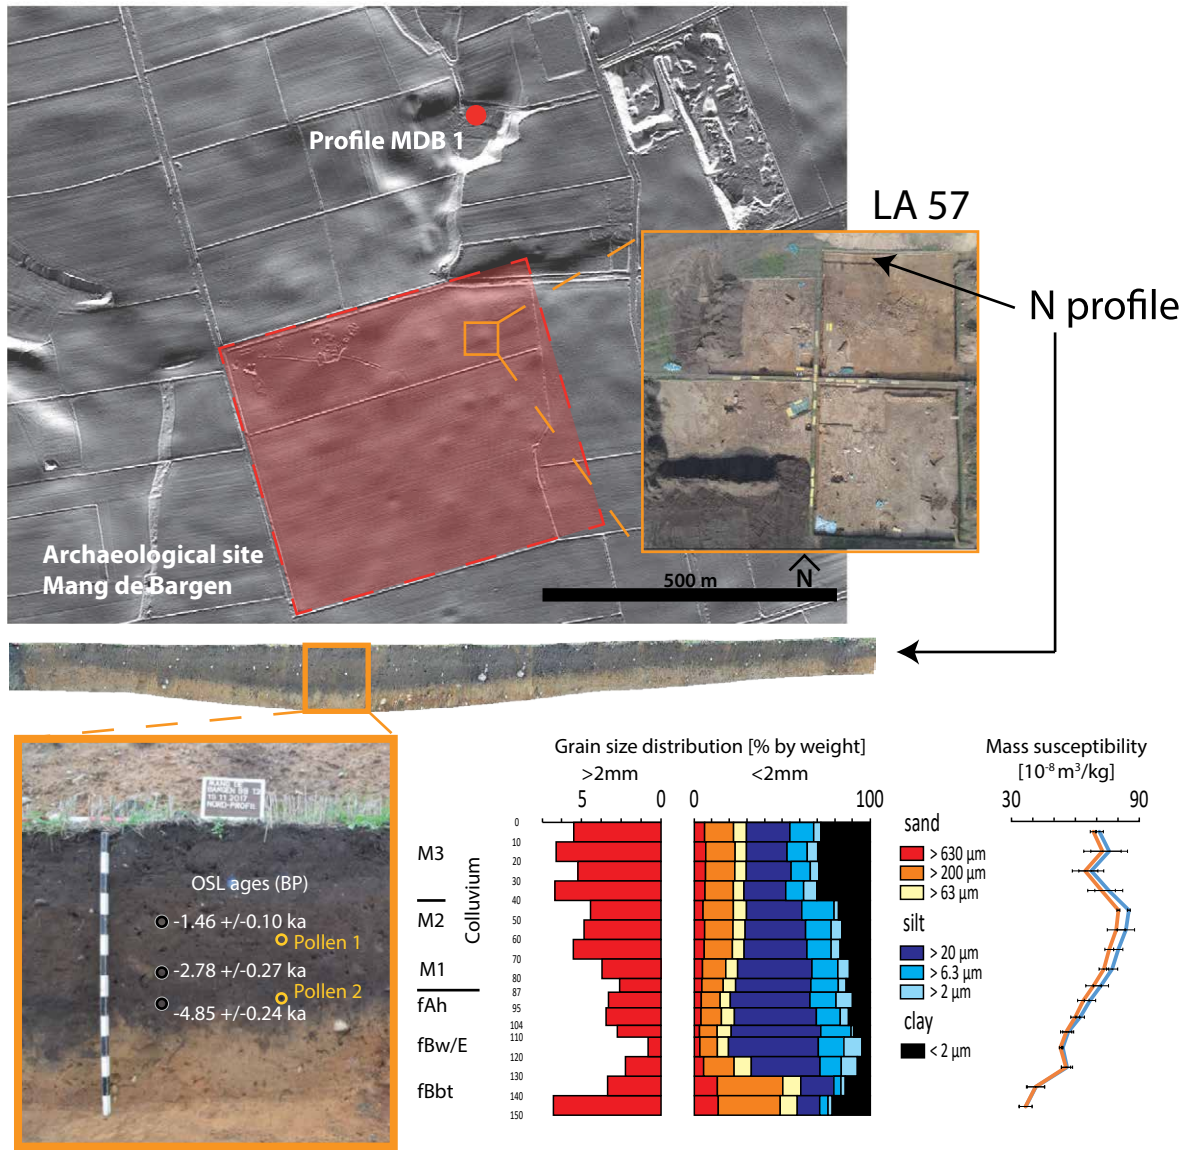 Profile MDB 1
LA 57
N profile
Archaeological site
Mang de Bargen
500 m
N
OSL ages (BP)
-1.46 +/-0.10 ka
Pollen 1
-2.78 +/-0.27 ka
Pollen 2
-4.85 +/-0.24 ka
BARGEN
2017
NORD-PROFIL
Grain size distribution [% by weight]
>2mm
<2mm
5
0
0
100
0
10
20
30
40
50
60
70
80
87
95
104
110
120
130
140
150
M3
M2
M1
fAh
fBw/E
fBbt
Colluvium
sand
> 630 µm
> 200 µm
> 63 µm
silt
> 20 µm
> 6.3 µm
> 2 µm
clay
< 2 µm
Mass susceptibility
[10⁻⁸ m³/kg]
30
90